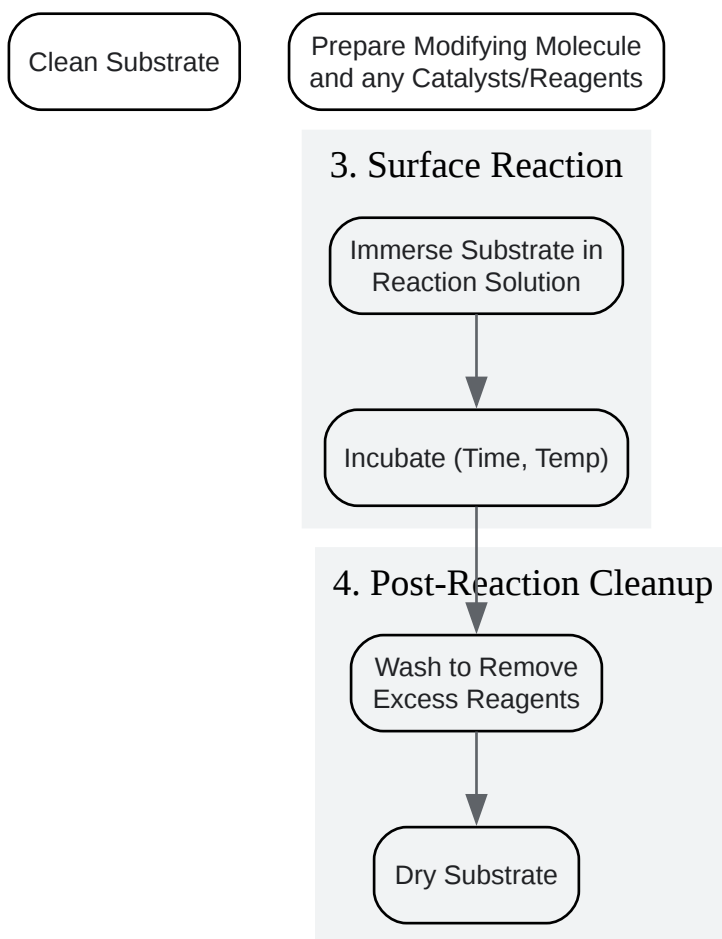 Clean Substrate
Prepare Modifying Molecule
and any Catalysts/Reagents
3. Surface Reaction
Immerse Substrate in
Reaction Solution
Incubate (Time, Temp)
4. Post-Reaction Cleanup
Wash to Remove
Excess Reagents
Dry Substrate